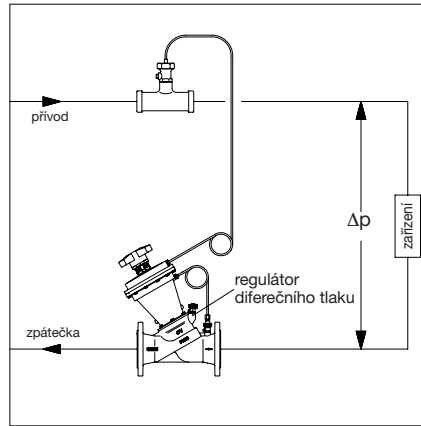 přívod
Δp
zařízení
regulátor
diferečního tlaku
zpátečka